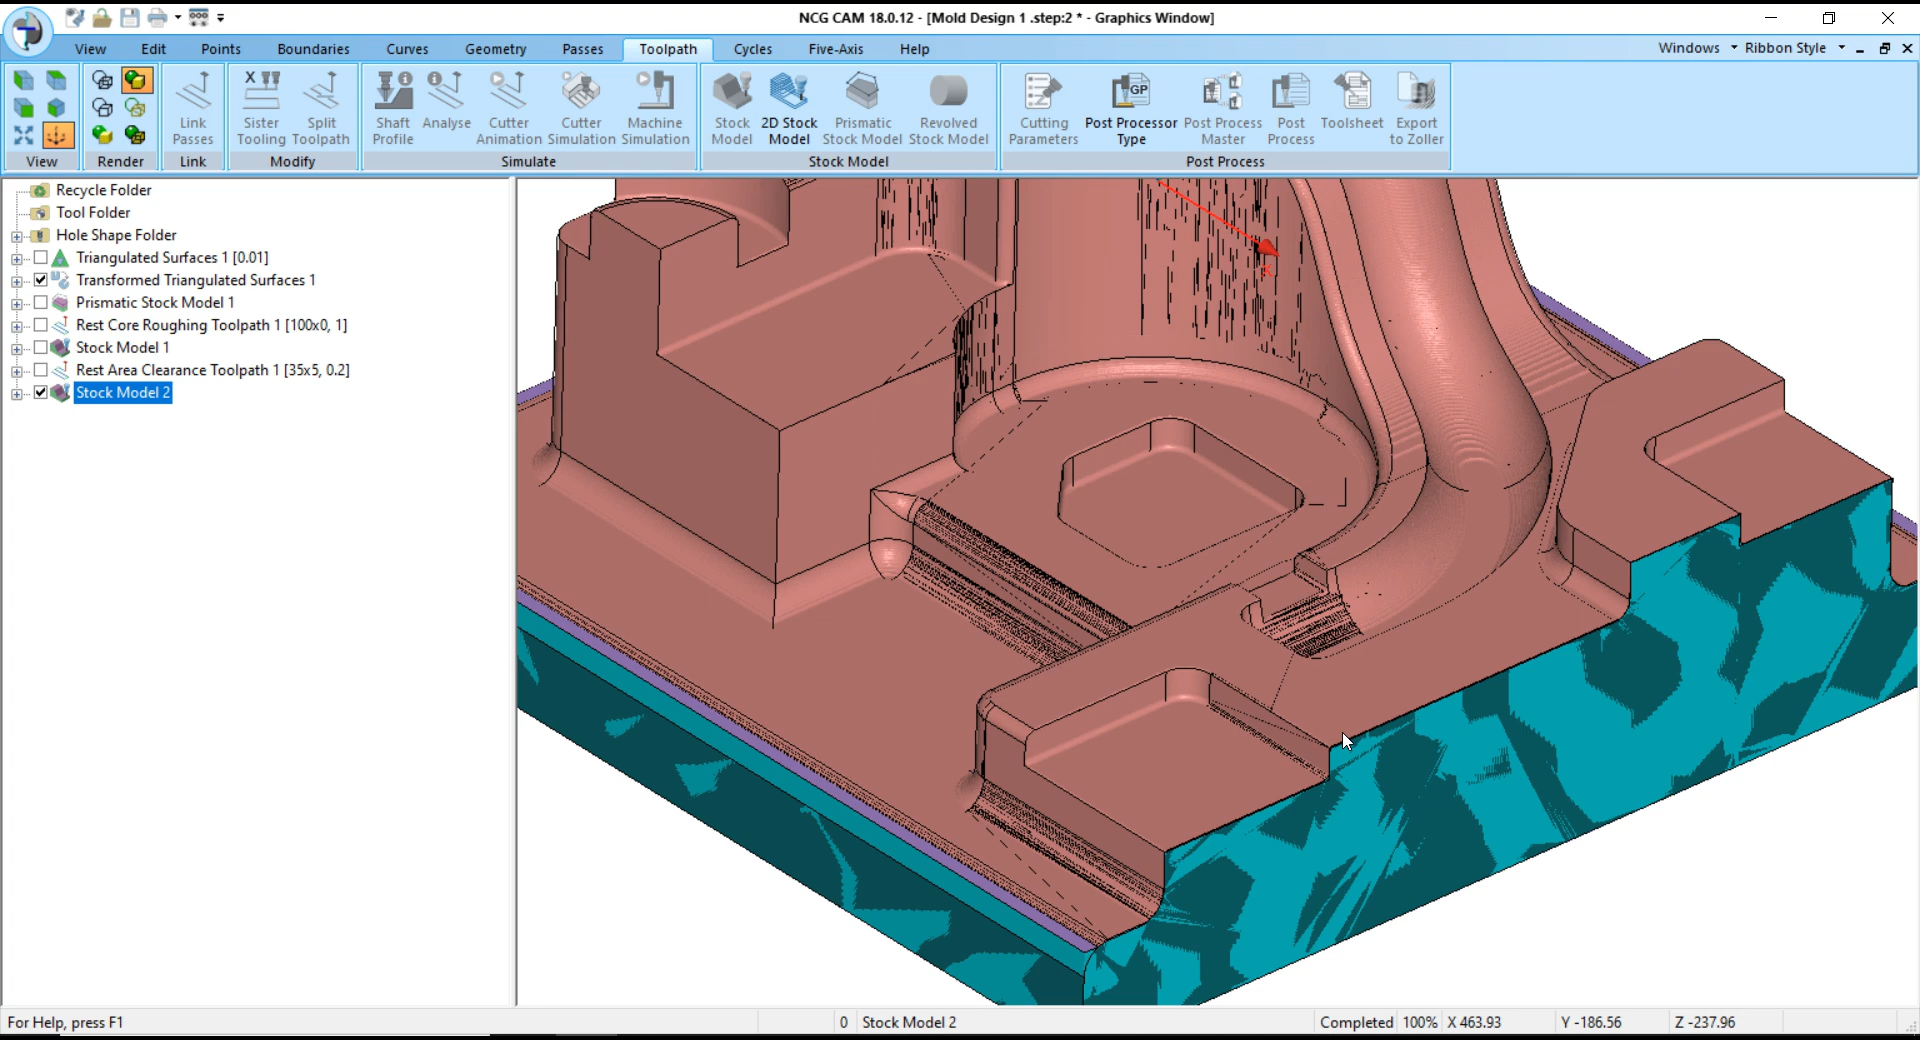 NCG CAM 18.0.12 - [Mold Design 1 .step:2 * - Graphics Window]
View Edit Points Boundaries Curves Geometry Passes Toolpath Cycles Five-Axis Help Windows Ribbon Style
Link Passes
Sister Tooling
Split Toolpath
Shaft Profile
Analyse
Cutter Animation
Cutter Simulation
Machine Simulation
Stock Model
2D Stock Model
Prismatic Stock Model
Revolved Stock Model
Cutting Parameters
GP
Post Processor Type
Post Process Master
Post Process
Toolsheet
Export to Zoller
View Render Link Modify Simulate Stock Model Post Process
Recycle Folder
Tool Folder
Hole Shape Folder
Triangulated Surfaces 1 [0.01]
Transformed Triangulated Surfaces 1
Prismatic Stock Model 1
Rest Core Roughing Toolpath 1 [100x0, 1]
Stock Model 1
Rest Area Clearance Toolpath 1 [35x5, 0.2]
Stock Model 2
X
For Help, press F1 0 Stock Model 2 Completed 100% X 463.93 Y -186.56 Z -237.96